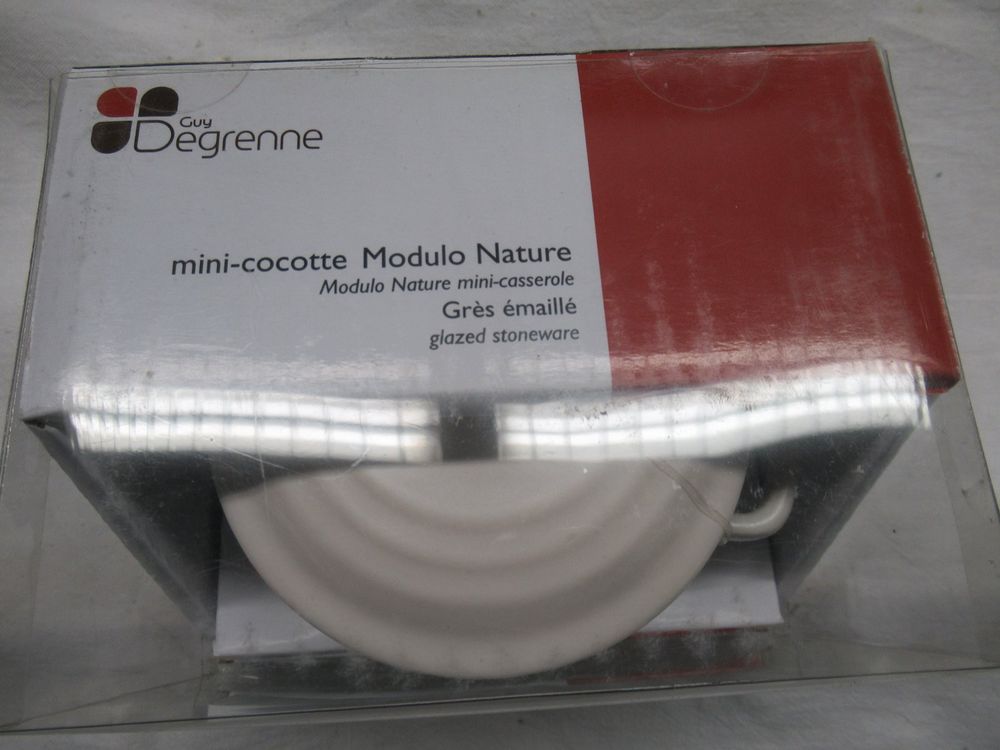 Guy
Degrenne
mini-cocotte Modulo Nature
Modulo Nature mini-casserole
Grès émaillé
glazed stoneware